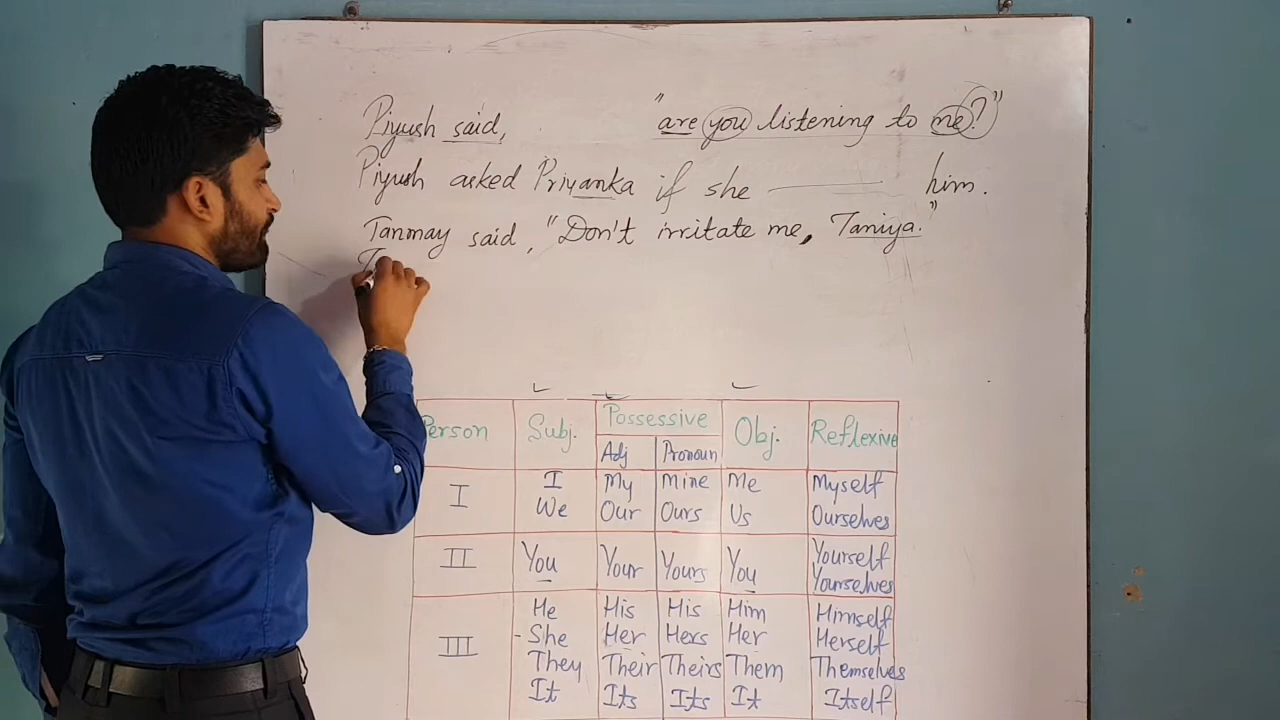 Piyush said, "are you listening to me?"
Piyush asked Priyanka if she ______ him.
Tanmay said, "Don't irritate me, Taniya."
T
Person Subj. Possessive Obj. Reflexive
Adj Pronoun
I I My Mine Me Myself
We Our Ours Us Ourselves
II You Your Yours You Yourself
Yourselves
III He His His Him Himself
She Her Hers Her Herself
They Their Theirs Them Themselves
It Its Its It Itself